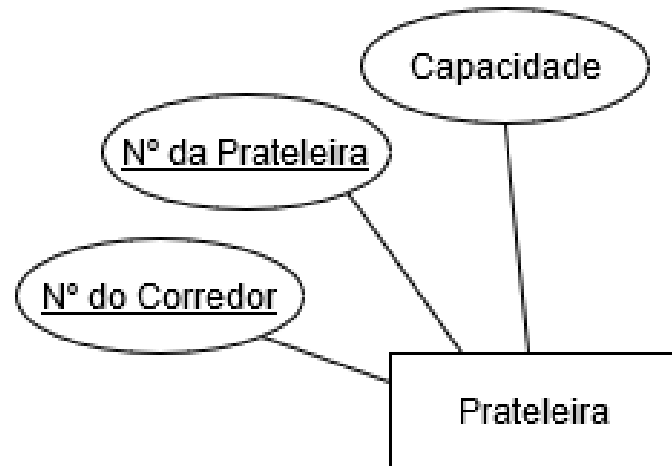 Capacidade
Nº da Prateleira
Nº do Corredor
Prateleira